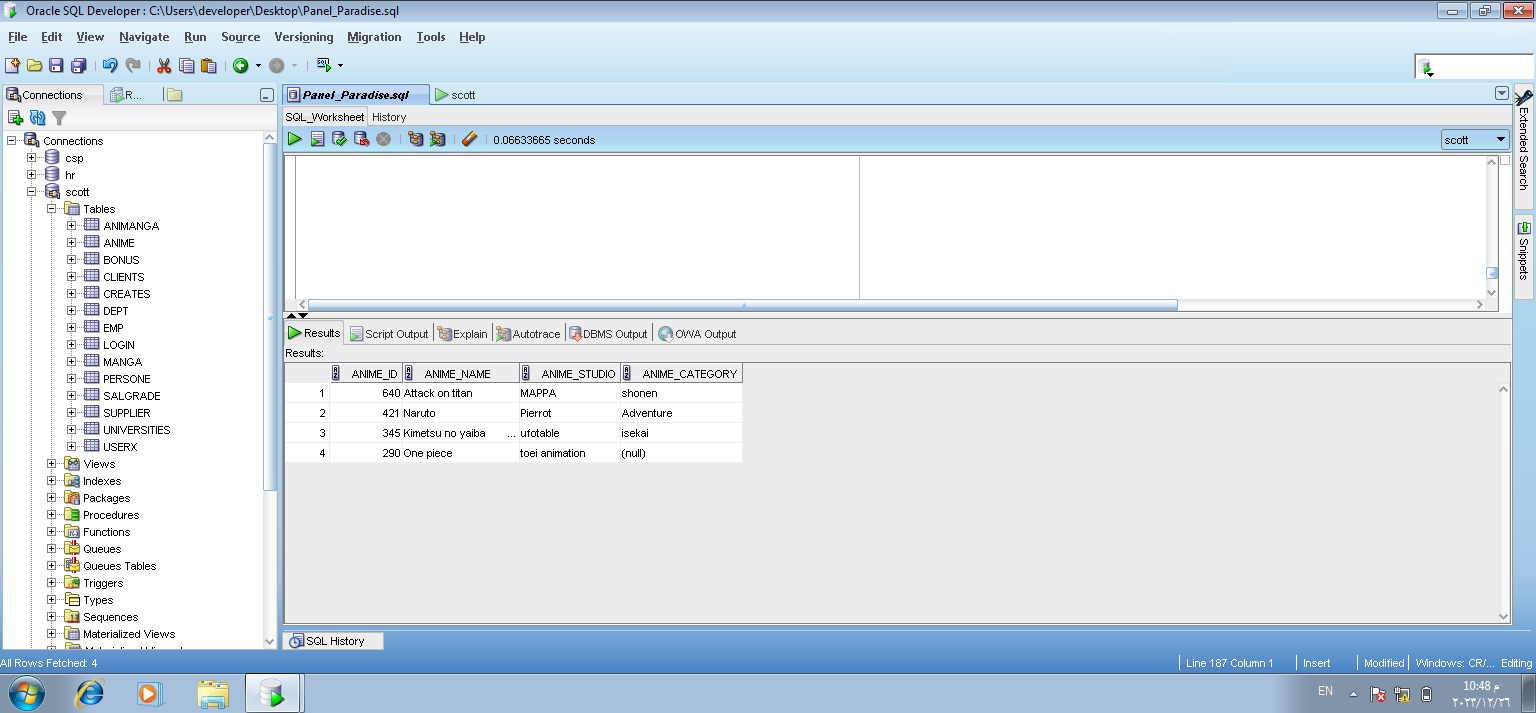 Oracle SQL Developer : C:\Users\developer\Desktop\Panel_Paradise.sql
File Edit View Navigate Run Source Versioning Migration Tools Help
Connections R... Panel_Paradise.sql scott
SQL_Worksheet History
0.06633665 seconds scott
Extended Search
Snippets
Connections
csp
hr
scott
Tables
ANIMANGA
ANIME
BONUS
CLIENTS
CREATES
DEPT
EMP
LOGIN
MANGA
PERSONE
SALGRADE
SUPPLIER
UNIVERSITIES
USERX
Views
Indexes
Packages
Procedures
Functions
Queues
Queues Tables
Triggers
Types
Sequences
Materialized Views
Results Script Output Explain Autotrace DBMS Output OWA Output
Results:
ANIME_ID ANIME_NAME ANIME_STUDIO ANIME_CATEGORY
1 640 Attack on titan MAPPA shonen
2 421 Naruto Pierrot Adventure
3 345 Kimetsu no yaiba ... ufotable isekai
4 290 One piece toei animation (null)
SQL History
All Rows Fetched: 4 Line 187 Column 1 Insert Modified Windows: CR/... Editing
EN 10:48 م
٢٠٢٣/١٢/٢٦